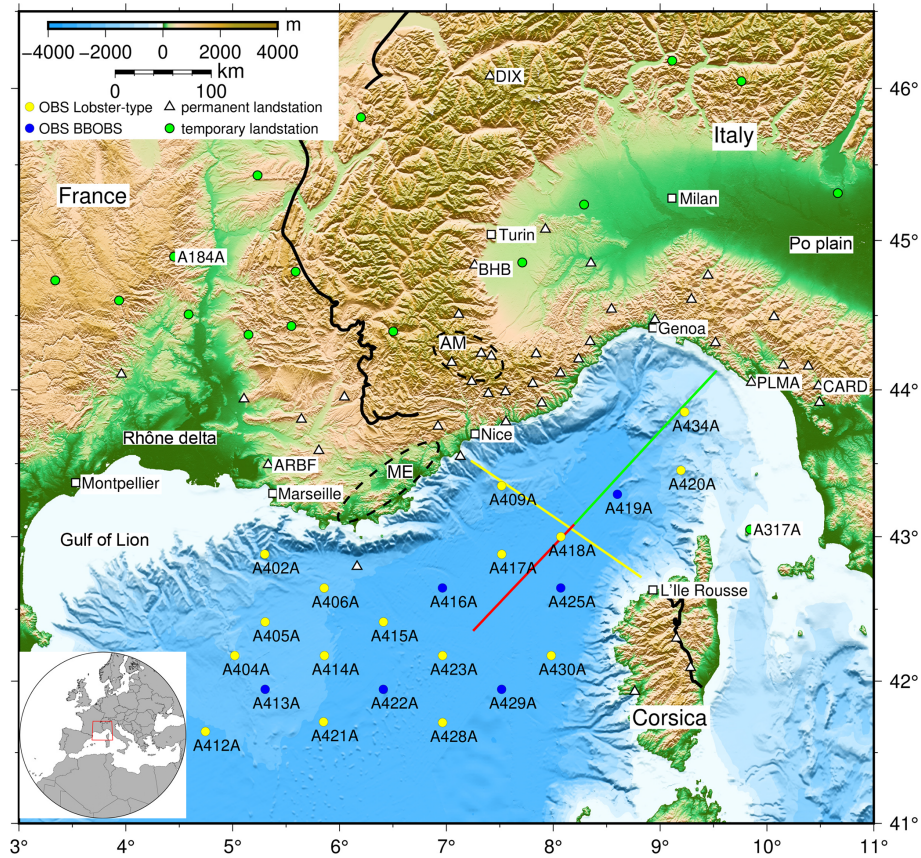 m
−4000 −2000 0 2000 4000
km
0 100
OBS Lobster-type
permanent landstation
OBS BBOBS
temporary landstation
DIX
Italy
France
Milan
Turin
Po plain
A184A
BHB
Genoa
AM
PLMA
CARD
Rhône delta
Nice
A434A
ARBF
ME
Montpellier
Marseille
A409A
A420A
A419A
Gulf of Lion
A418A
A317A
A402A
A417A
A406A
A416A
A425A
L'Ile Rousse
A405A
A415A
A404A
A414A
A423A
A430A
A413A
A422A
A429A
Corsica
A412A
A421A
A428A
46°
45°
44°
43°
42°
41°
3° 4° 5° 6° 7° 8° 9° 10° 11°